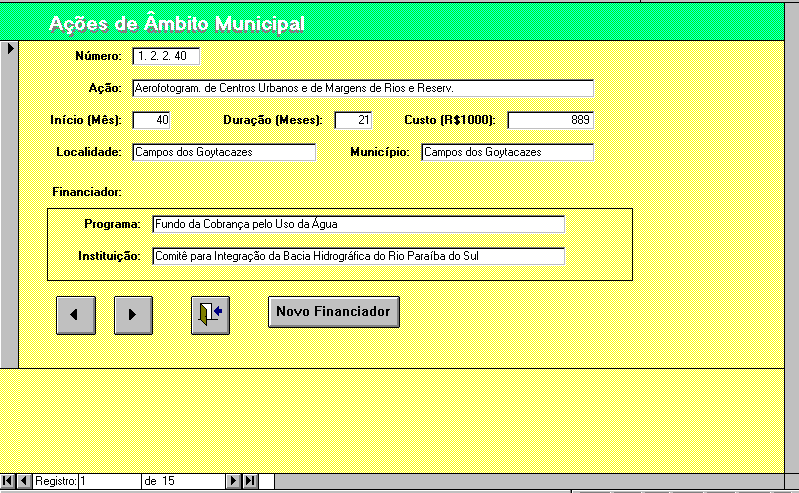 Ações de Âmbito Municipal
Número: 1. 2. 2. 40
Ação: Aerofotogram. de Centros Urbanos e de Margens de Rios e Reserv.
Início (Mês): 40 Duração (Meses): 21 Custo (R$1000): 889
Localidade: Campos dos Goytacazes Município: Campos dos Goytacazes
Financiador:
Programa: Fundo da Cobrança pelo Uso da Água
Instituição: Comitê para Integração da Bacia Hidrográfica do Rio Paraíba do Sul
Novo Financiador
Registro: 1 de 15